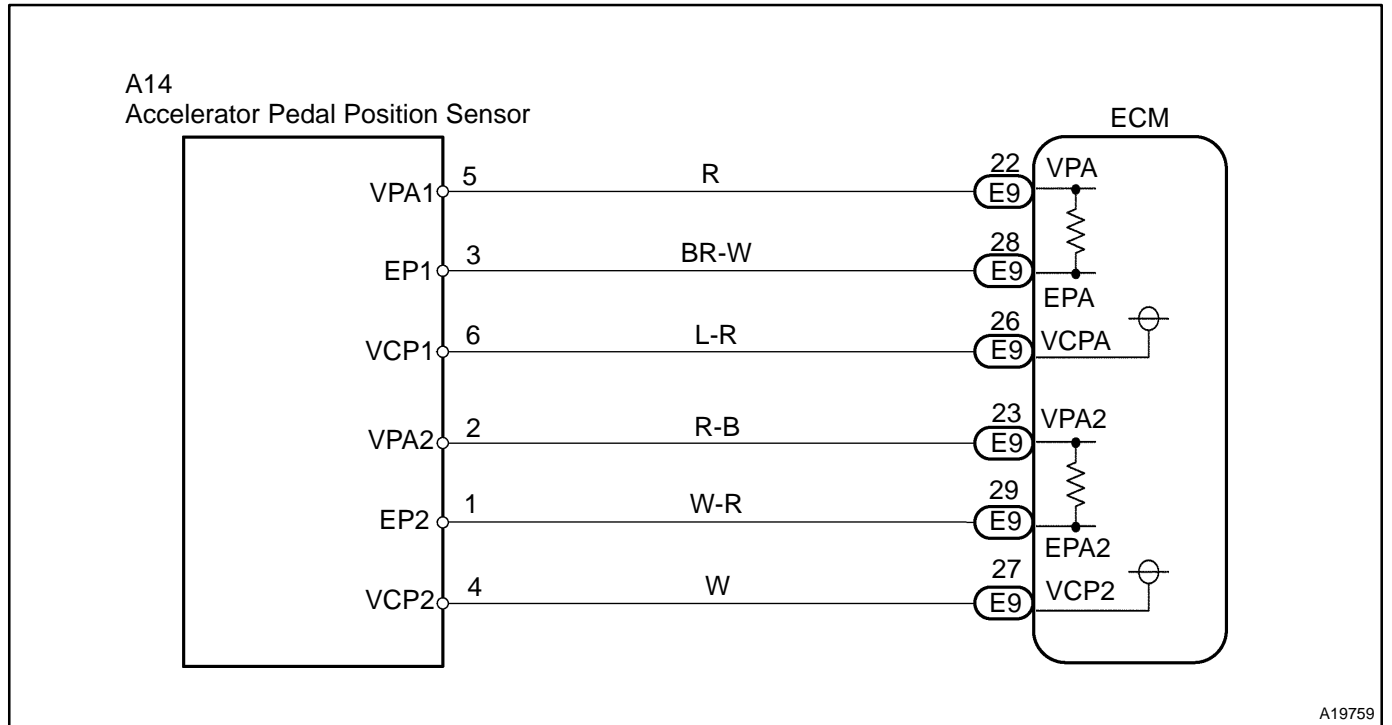 A14
Accelerator Pedal Position Sensor
ECM
VPA1 5 R 22 E9 VPA
EP1 3 BR-W 28 E9 EPA
VCP1 6 L-R 26 E9 VCPA
VPA2 2 R-B 23 E9 VPA2
EP2 1 W-R 29 E9 EPA2
VCP2 4 W 27 E9 VCP2
A19759